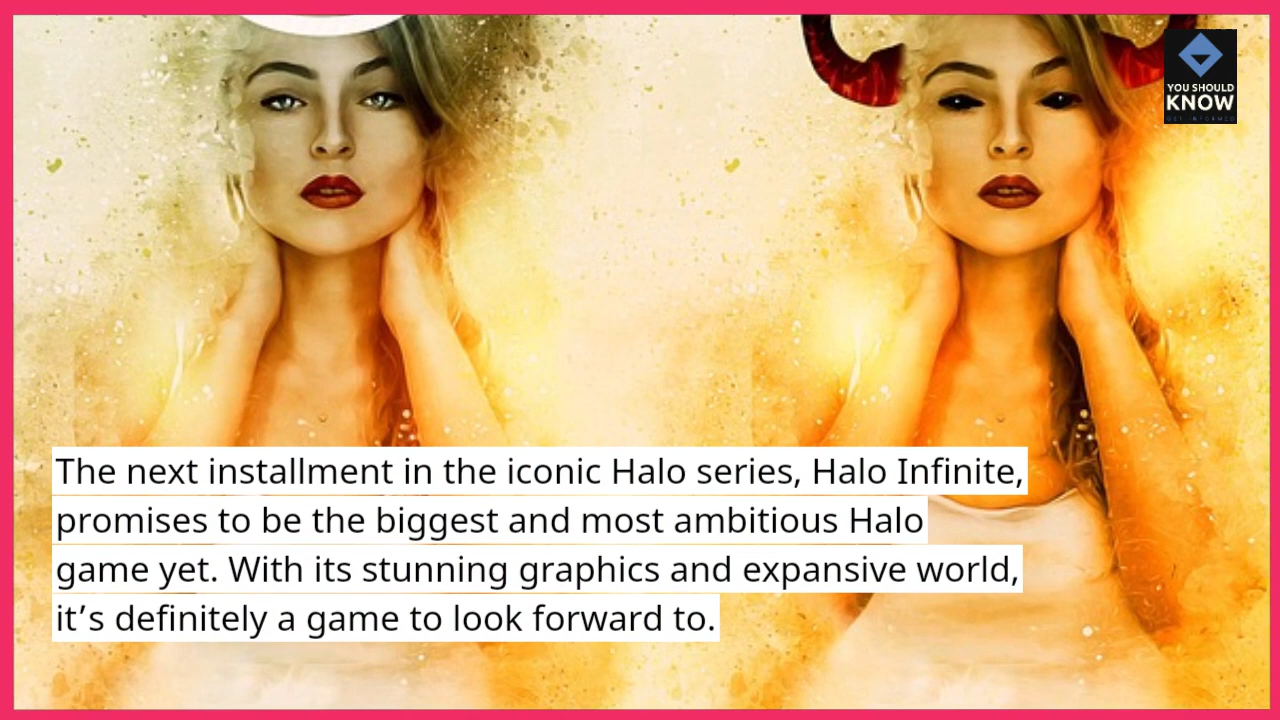 YOU SHOULD
KNOW
GET INFORMED
The next installment in the iconic Halo series, Halo Infinite,
promises to be the biggest and most ambitious Halo
game yet. With its stunning graphics and expansive world,
it’s definitely a game to look forward to.